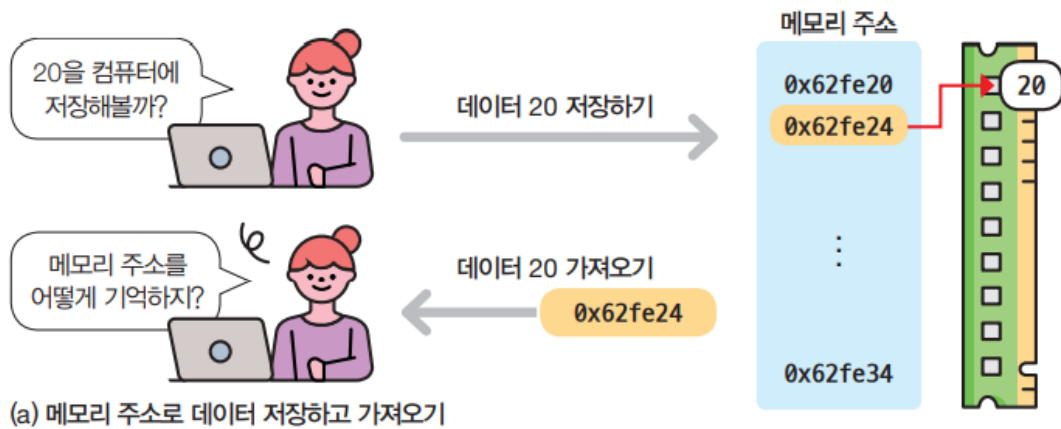 메모리 주소
20을 컴퓨터에
저장해볼까?
데이터 20 저장하기
0x62fe20
0x62fe24
20
⋮
메모리 주소를
어떻게 기억하지?
데이터 20 가져오기
0x62fe24
0x62fe34
(a) 메모리 주소로 데이터 저장하고 가져오기